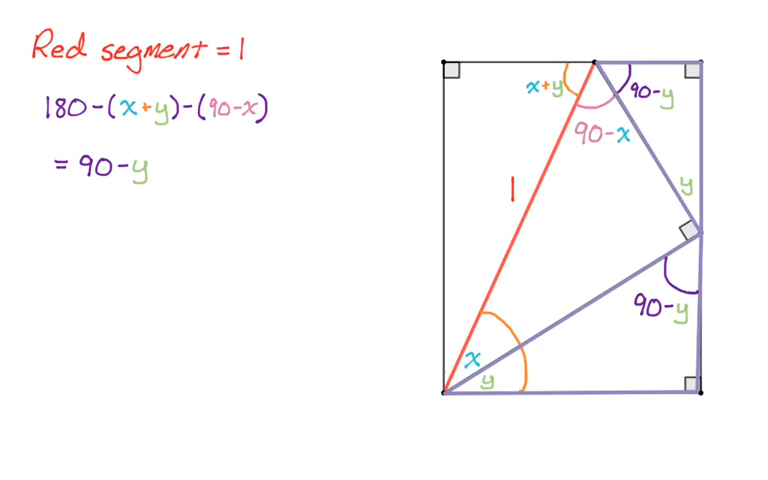 Red segment = 1
180-(x+y)-(90-x)
= 90-y
x+y
90-y
90-x
y
1
90-y
x
y